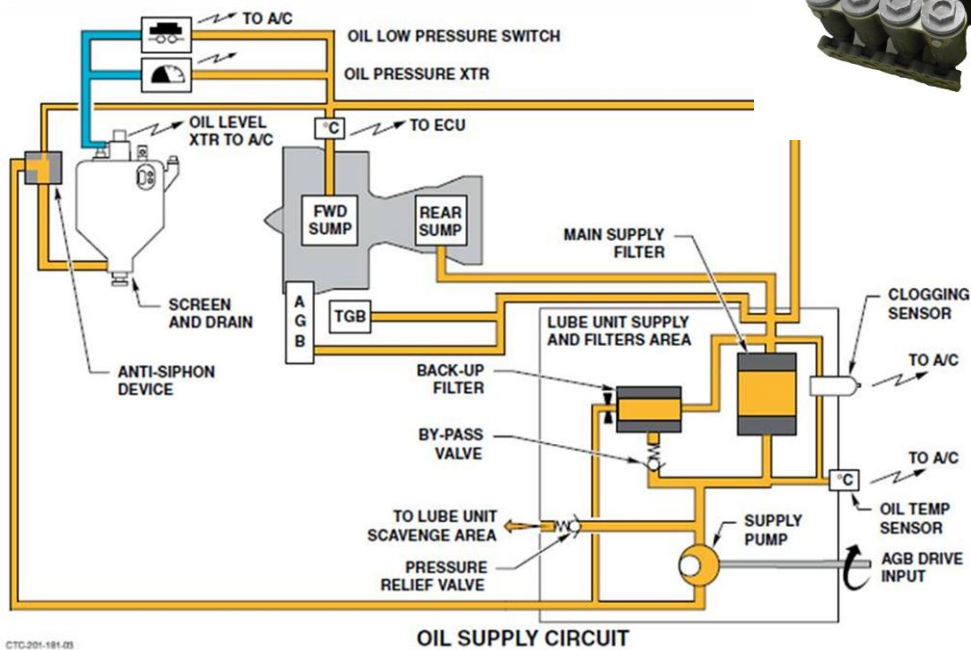 TO A/C
OIL LOW PRESSURE SWITCH
OIL PRESSURE XTR
OIL LEVEL
XTR TO A/C
°C
TO ECU
FWD
SUMP
REAR
SUMP
MAIN SUPPLY
FILTER
SCREEN
AND DRAIN
A
G
B
TGB
CLOGGING
SENSOR
LUBE UNIT SUPPLY
AND FILTERS AREA
ANTI-SIPHON
DEVICE
BACK-UP
FILTER
TO A/C
BY-PASS
VALVE
TO A/C
°C
OIL TEMP
SENSOR
TO LUBE UNIT
SCAVENGE AREA
SUPPLY
PUMP
PRESSURE
RELIEF VALVE
AGB DRIVE
INPUT
OIL SUPPLY CIRCUIT
CTC-201-181-03